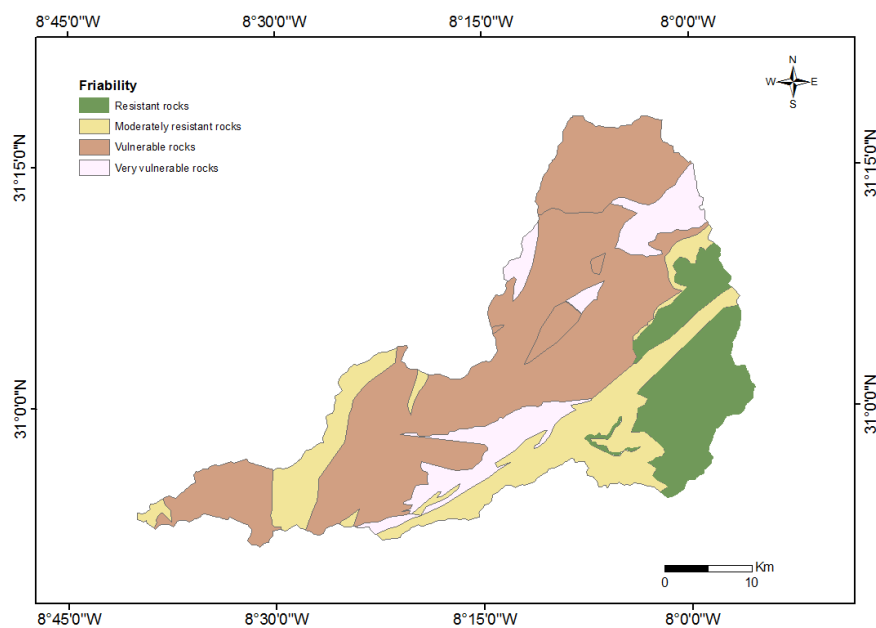 8°45'0"W 8°30'0"W 8°15'0"W 8°0'0"W
Friability
Resistant rocks
Moderately resistant rocks
Vulnerable rocks
Very vulnerable rocks
N
W E
S
31°15'0"N 31°15'0"N
31°0'0"N 31°0'0"N
Km
0 10
8°45'0"W 8°30'0"W 8°15'0"W 8°0'0"W